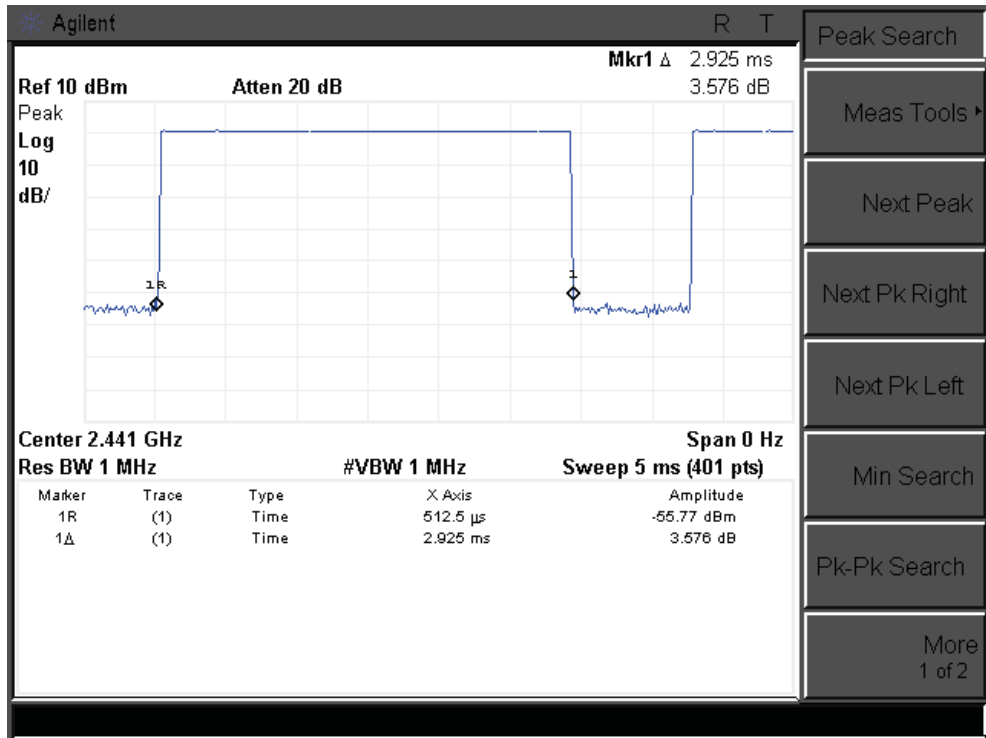 Agilent R T
Mkr1 Δ 2.925 ms
Ref 10 dBm Atten 20 dB 3.576 dB
Peak
Log
10
dB/
1R
1
Center 2.441 GHz Span 0 Hz
Res BW 1 MHz #VBW 1 MHz Sweep 5 ms (401 pts)
Marker Trace Type X Axis Amplitude
1R (1) Time 512.5 µs -55.77 dBm
1Δ (1) Time 2.925 ms 3.576 dB
Peak Search
Meas Tools
Next Peak
Next Pk Right
Next Pk Left
Min Search
Pk-Pk Search
More
1 of 2